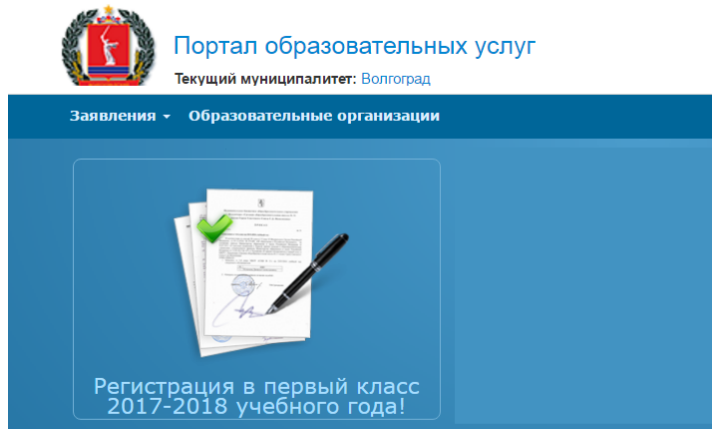 Портал образовательных услуг
Текущий муниципалитет: Волгоград
Заявления Образовательные организации
Регистрация в первый класс
2017-2018 учебного года!